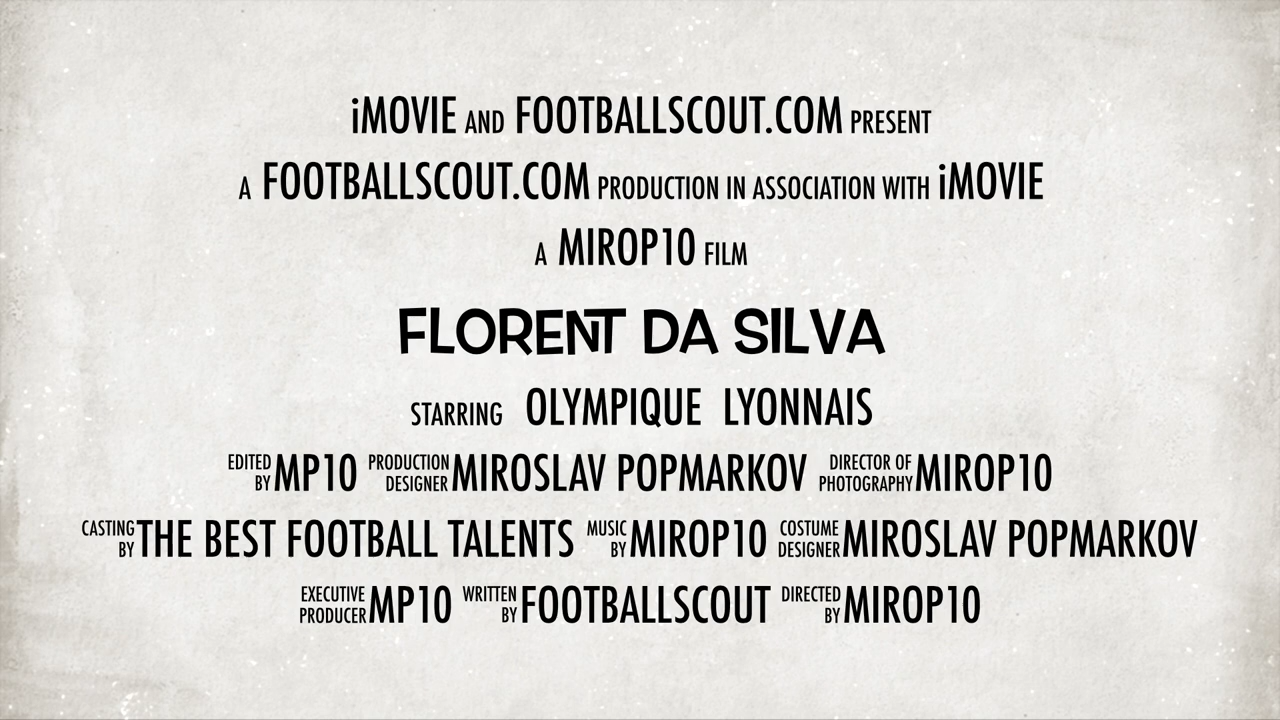 iMOVIE AND FOOTBALLSCOUT.COM PRESENT
A FOOTBALLSCOUT.COM PRODUCTION IN ASSOCIATION WITH iMOVIE
A MIROP10 FILM
FLORENT DA SILVA
STARRING OLYMPIQUE LYONNAIS
EDITED BY MP10 PRODUCTION DESIGNER MIROSLAV POPMARKOV DIRECTOR OF PHOTOGRAPHY MIROP10
CASTING BY THE BEST FOOTBALL TALENTS MUSIC BY MIROP10 COSTUME DESIGNER MIROSLAV POPMARKOV
EXECUTIVE PRODUCER MP10 WRITTEN BY FOOTBALLSCOUT DIRECTED BY MIROP10